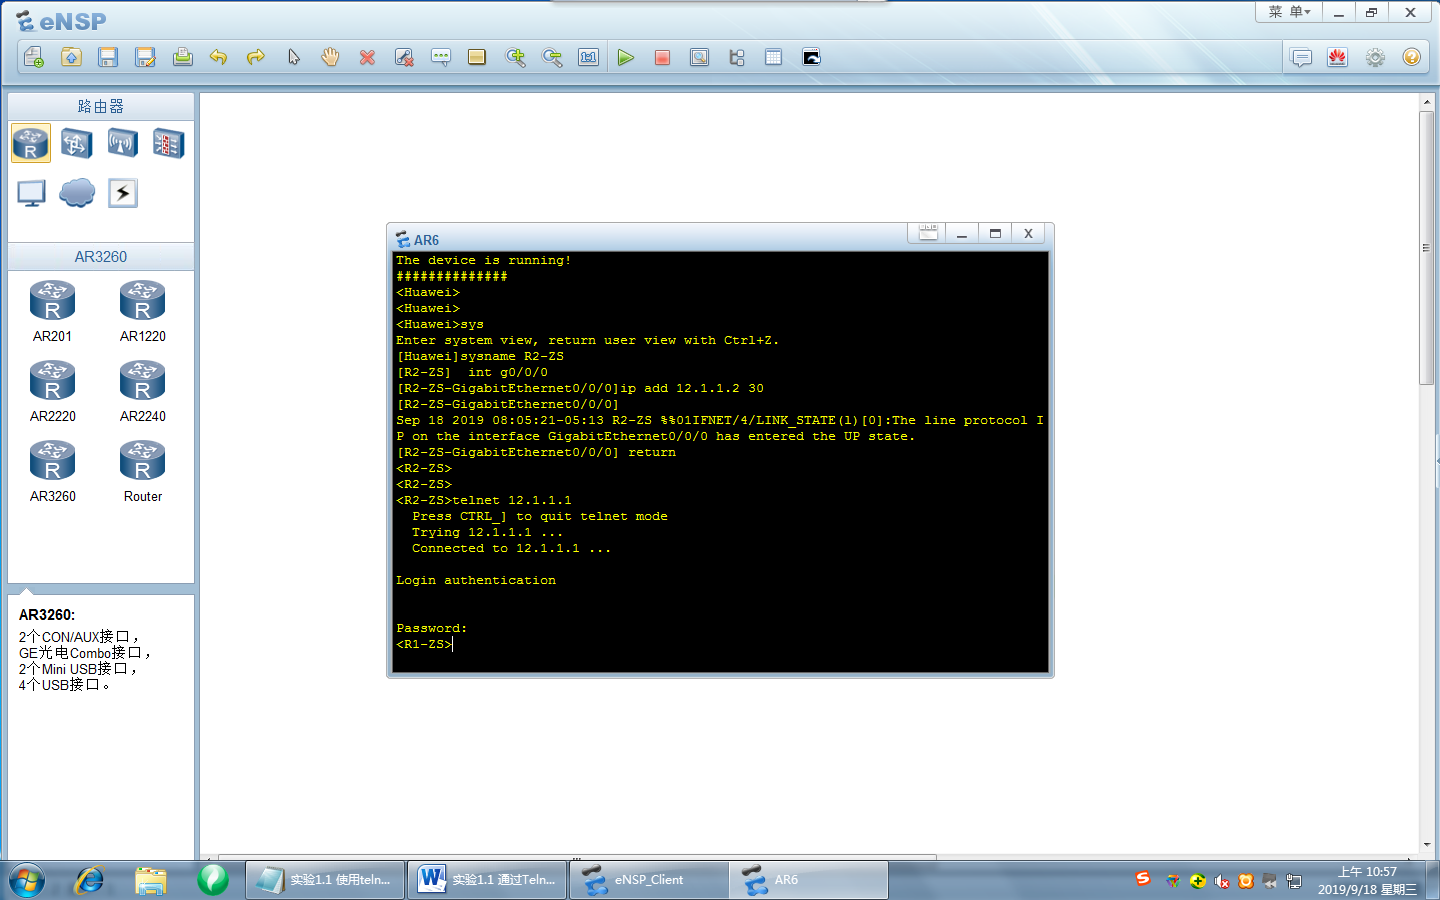 eNSP
菜 单
路由器
AR3260
AR201
AR1220
AR2220
AR2240
AR3260
Router
AR3260:
2个CON/AUX接口，
GE光电Combo接口，
2个Mini USB接口，
4个USB接口。
AR6
The device is running!
##############
<Huawei>
<Huawei>
<Huawei>sys
Enter system view, return user view with Ctrl+Z.
[Huawei]sysname R2-ZS
[R2-ZS]  int g0/0/0
[R2-ZS-GigabitEthernet0/0/0]ip add 12.1.1.2 30
[R2-ZS-GigabitEthernet0/0/0]
Sep 18 2019 08:05:21-05:13 R2-ZS %%01IFNET/4/LINK_STATE(l)[0]:The line protocol I
P on the interface GigabitEthernet0/0/0 has entered the UP state.
[R2-ZS-GigabitEthernet0/0/0] return
<R2-ZS>
<R2-ZS>
<R2-ZS>telnet 12.1.1.1
  Press CTRL_] to quit telnet mode
  Trying 12.1.1.1 ...
  Connected to 12.1.1.1 ...
Login authentication
Password:
<R1-ZS>
实验1.1 使用teln...
实验1.1 通过Teln...
eNSP_Client
AR6
上午 10:57
2019/9/18 星期三